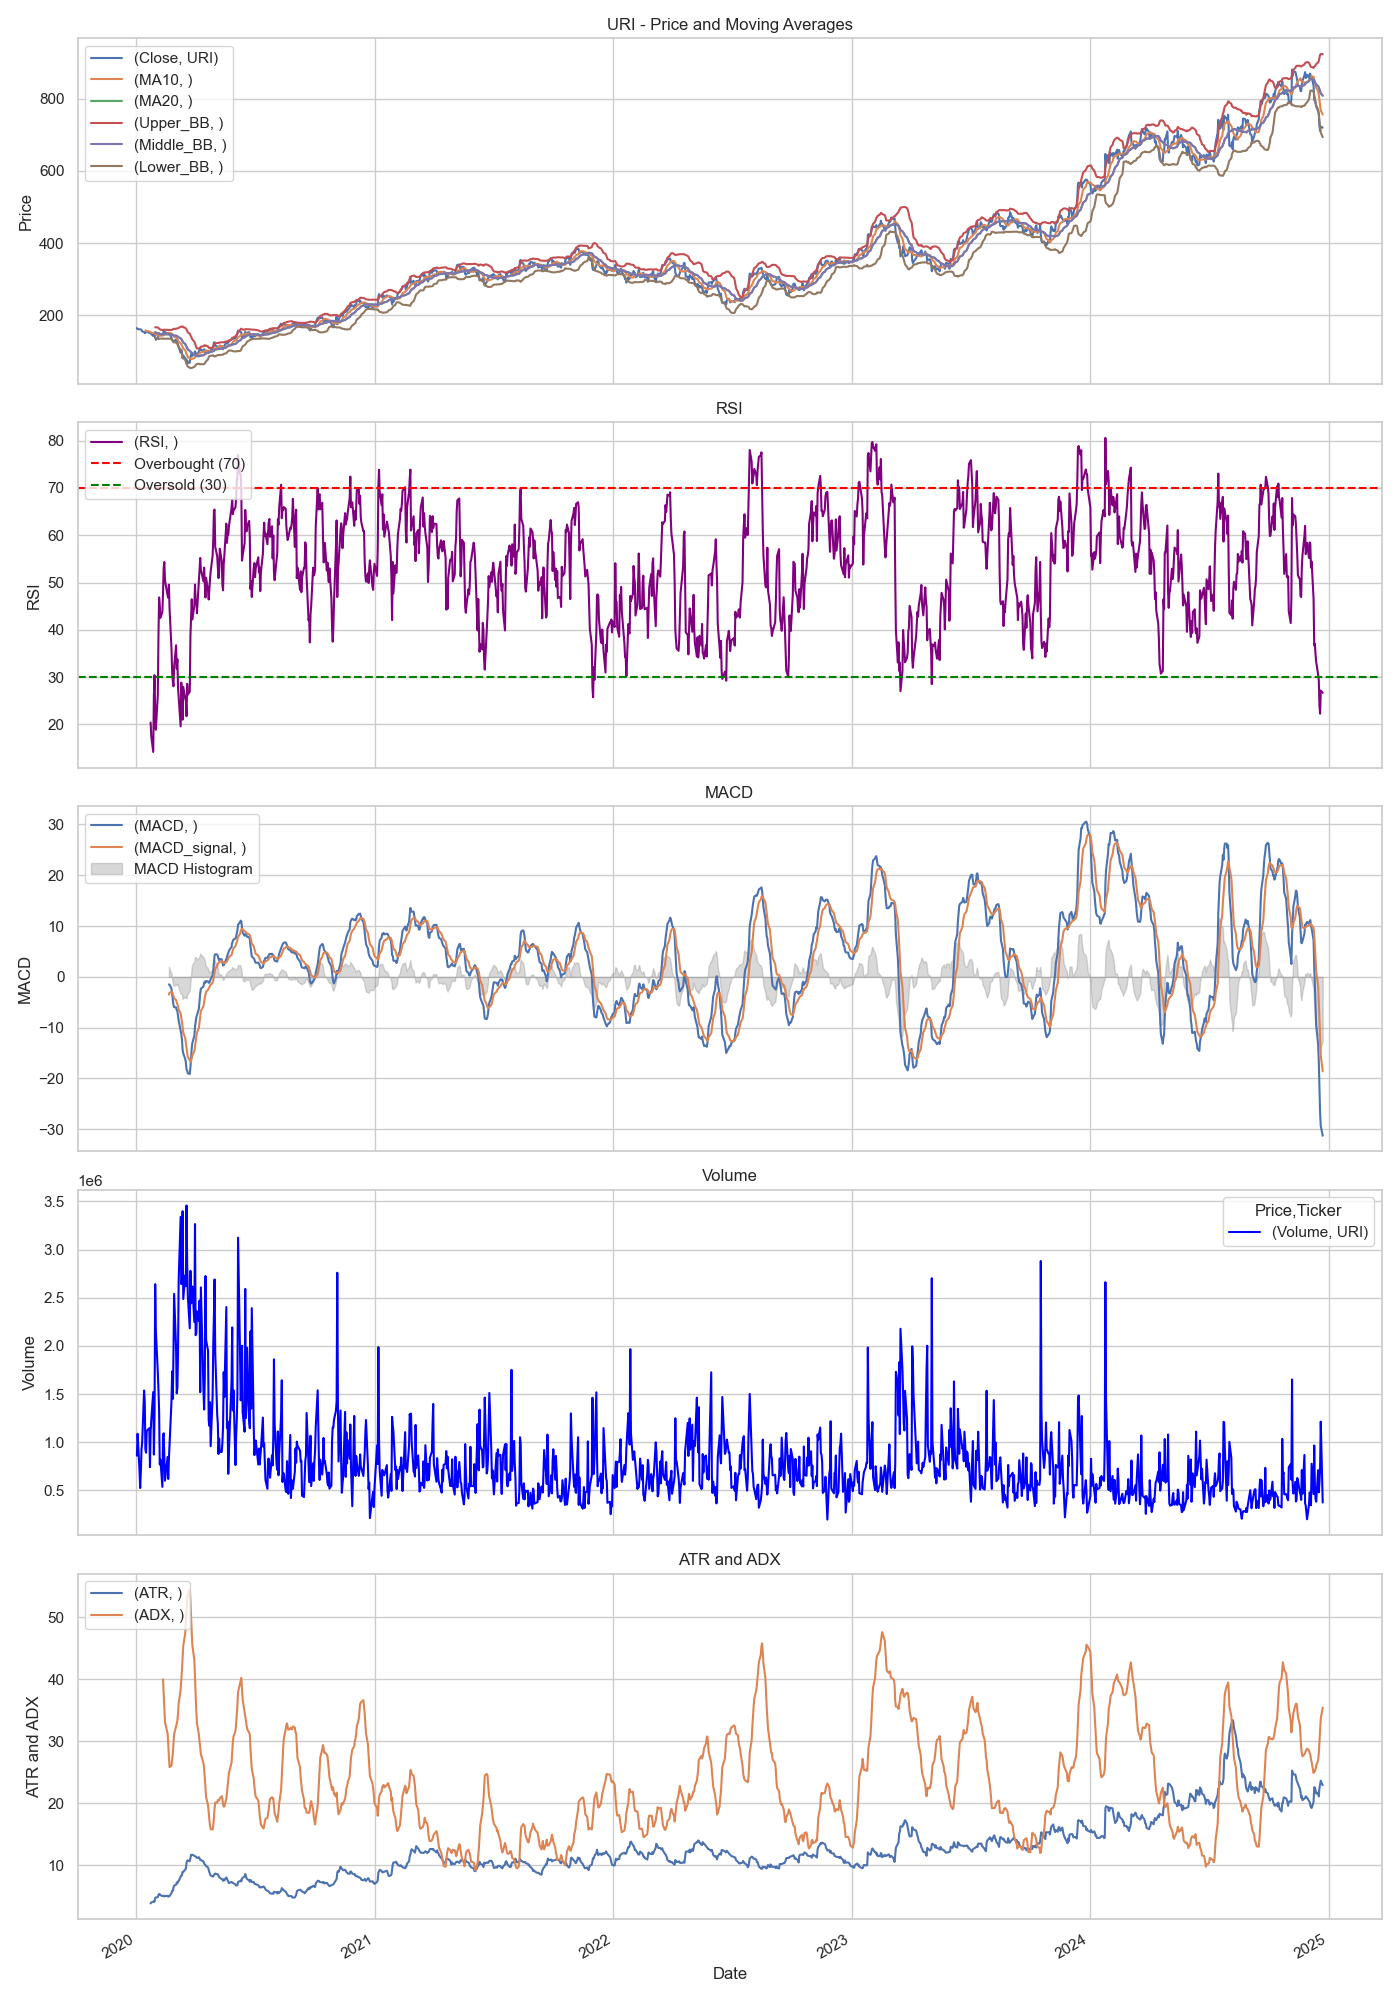 URI - Price and Moving Averages
(Close, URI)
(MA10, )
(MA20, )
(Upper_BB, )
(Middle_BB, )
(Lower_BB, )
800
600
400
200
Price
RSI
(RSI, )
Overbought (70)
Oversold (30)
80
70
60
50
40
30
20
RSI
MACD
(MACD, )
(MACD_signal, )
MACD Histogram
30
20
10
0
−10
−20
−30
MACD
Volume
1e6
Price,Ticker
(Volume, URI)
3.5
3.0
2.5
2.0
1.5
1.0
0.5
Volume
ATR and ADX
(ATR, )
(ADX, )
50
40
30
20
10
ATR and ADX
2020
2021
2022
2023
2024
2025
Date